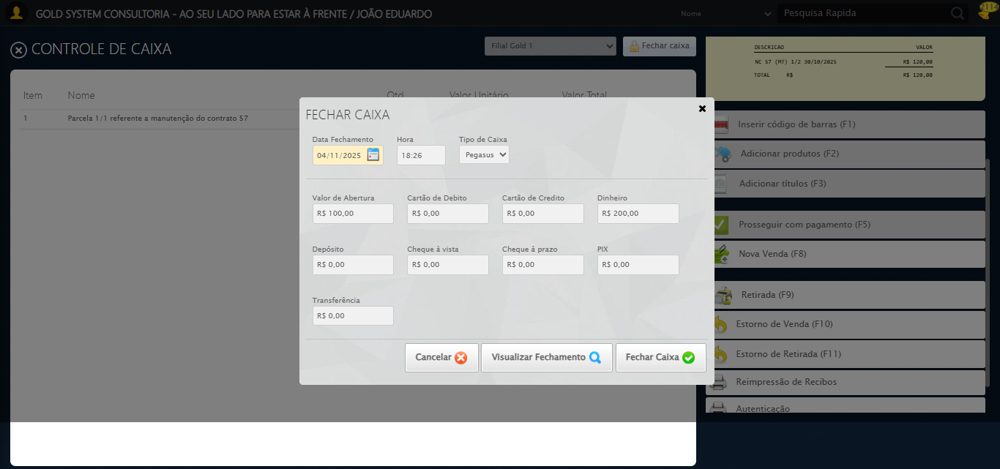 GOLD SYSTEM CONSULTORIA - AO SEU LADO PARA ESTAR À FRENTE / JOÃO EDUARDO
Nome
Pesquisa Rapida
2114
CONTROLE DE CAIXA
Filial Gold 1
Fechar caixa
DESCRICAO VALOR
NC 57 (MT) 1/2 30/10/2025 R$ 120,00
TOTAL R$ R$ 120,00
Item Nome Qtd Valor Unitário Valor Total
1 Parcela 1/1 referente a manutenção do contrato 57
FECHAR CAIXA
Data Fechamento Hora Tipo de Caixa
04/11/2025 18:26 Pegasus
Valor de Abertura Cartão de Debito Cartão de Credito Dinheiro
R$ 100,00 R$ 0,00 R$ 0,00 R$ 200,00
Depósito Cheque à vista Cheque à prazo PIX
R$ 0,00 R$ 0,00 R$ 0,00 R$ 0,00
Transferência
R$ 0,00
Cancelar Visualizar Fechamento Fechar Caixa
Inserir código de barras (F1)
Adicionar produtos (F2)
Adicionar títulos (F3)
Prosseguir com pagamento (F5)
Nova Venda (F8)
Retirada (F9)
Estorno de Venda (F10)
Estorno de Retirada (F11)
Reimpressão de Recibos
Autenticação